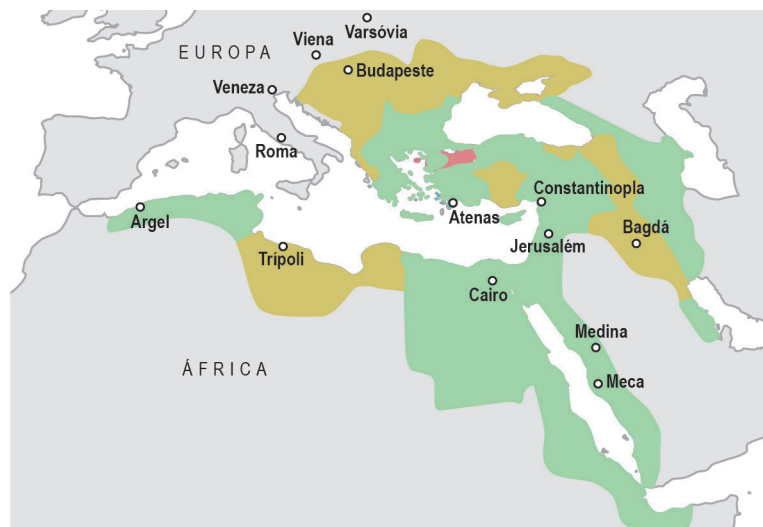 Varsóvia
EUROPA
Viena
Budapeste
Veneza
Roma
Constantinopla
Argel
Atenas
Bagdá
Jerusalém
Trípoli
Cairo
Medina
ÁFRICA
Meca